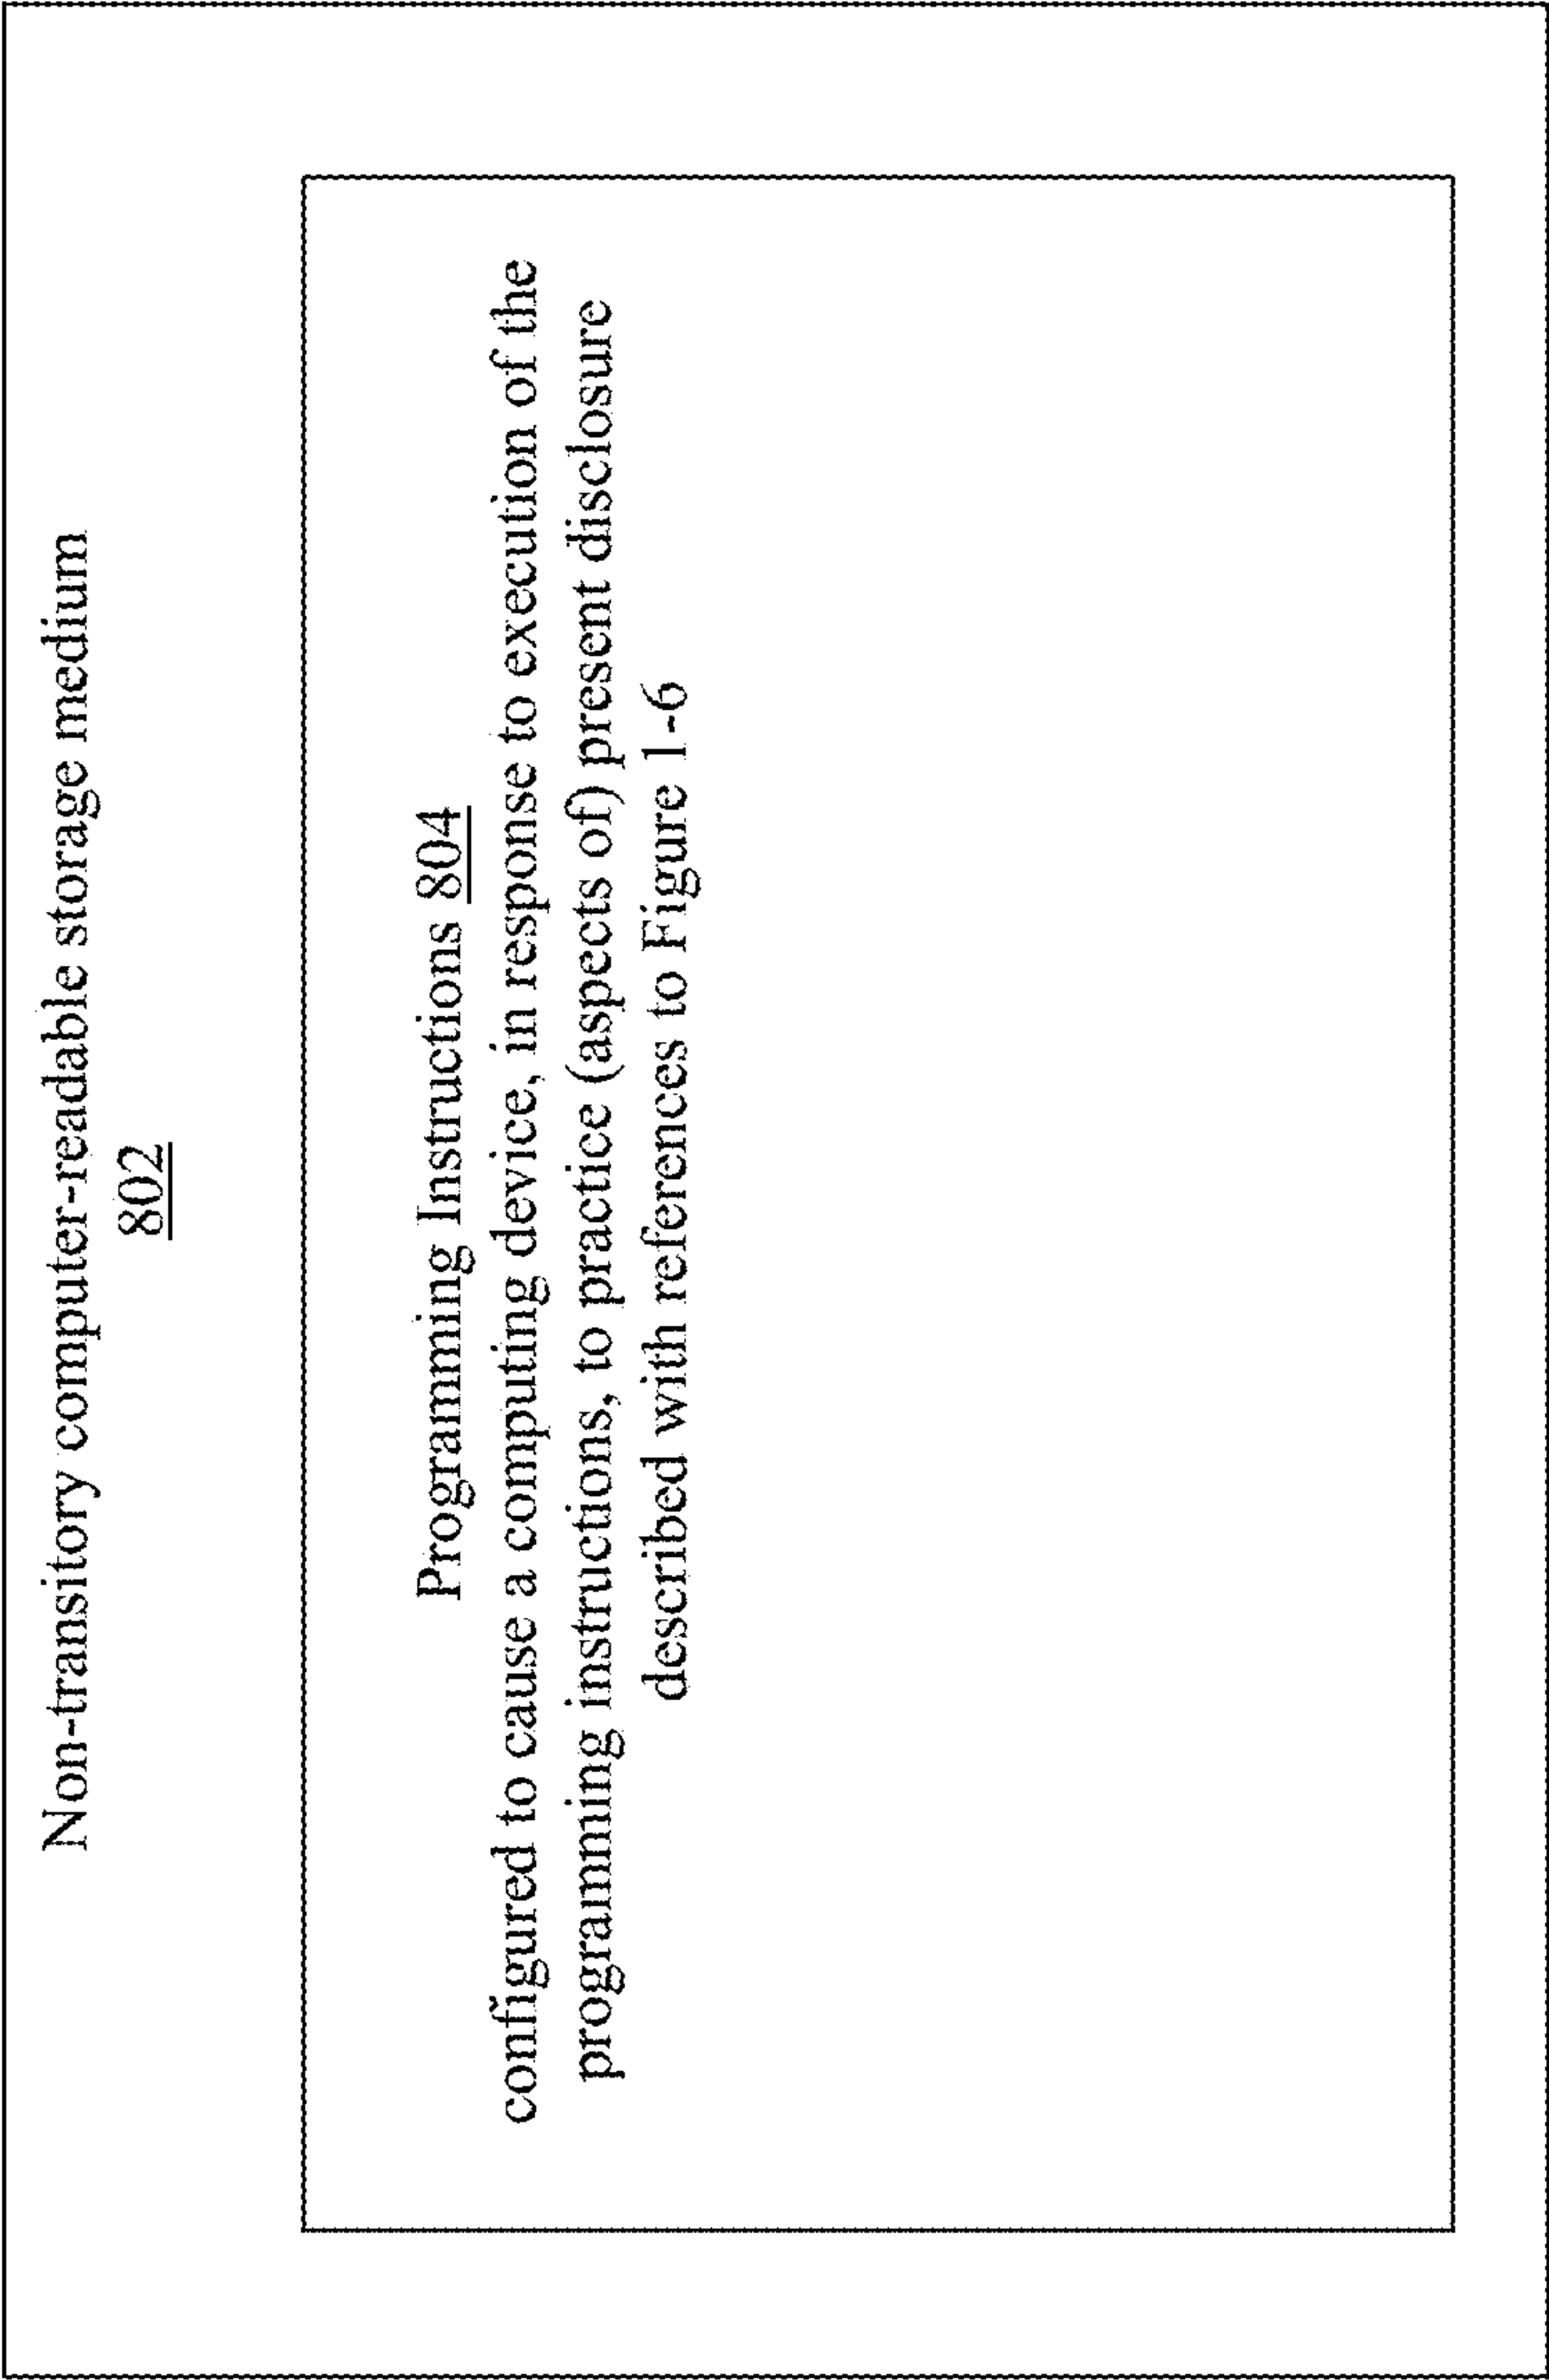 Non-transitory computer-readable storage medium
802
Programming Instructions 804
configured to cause a computing device, in response to execution of the
programming instructions, to practice (aspects of) present disclosure
described with references to Figure 1-6